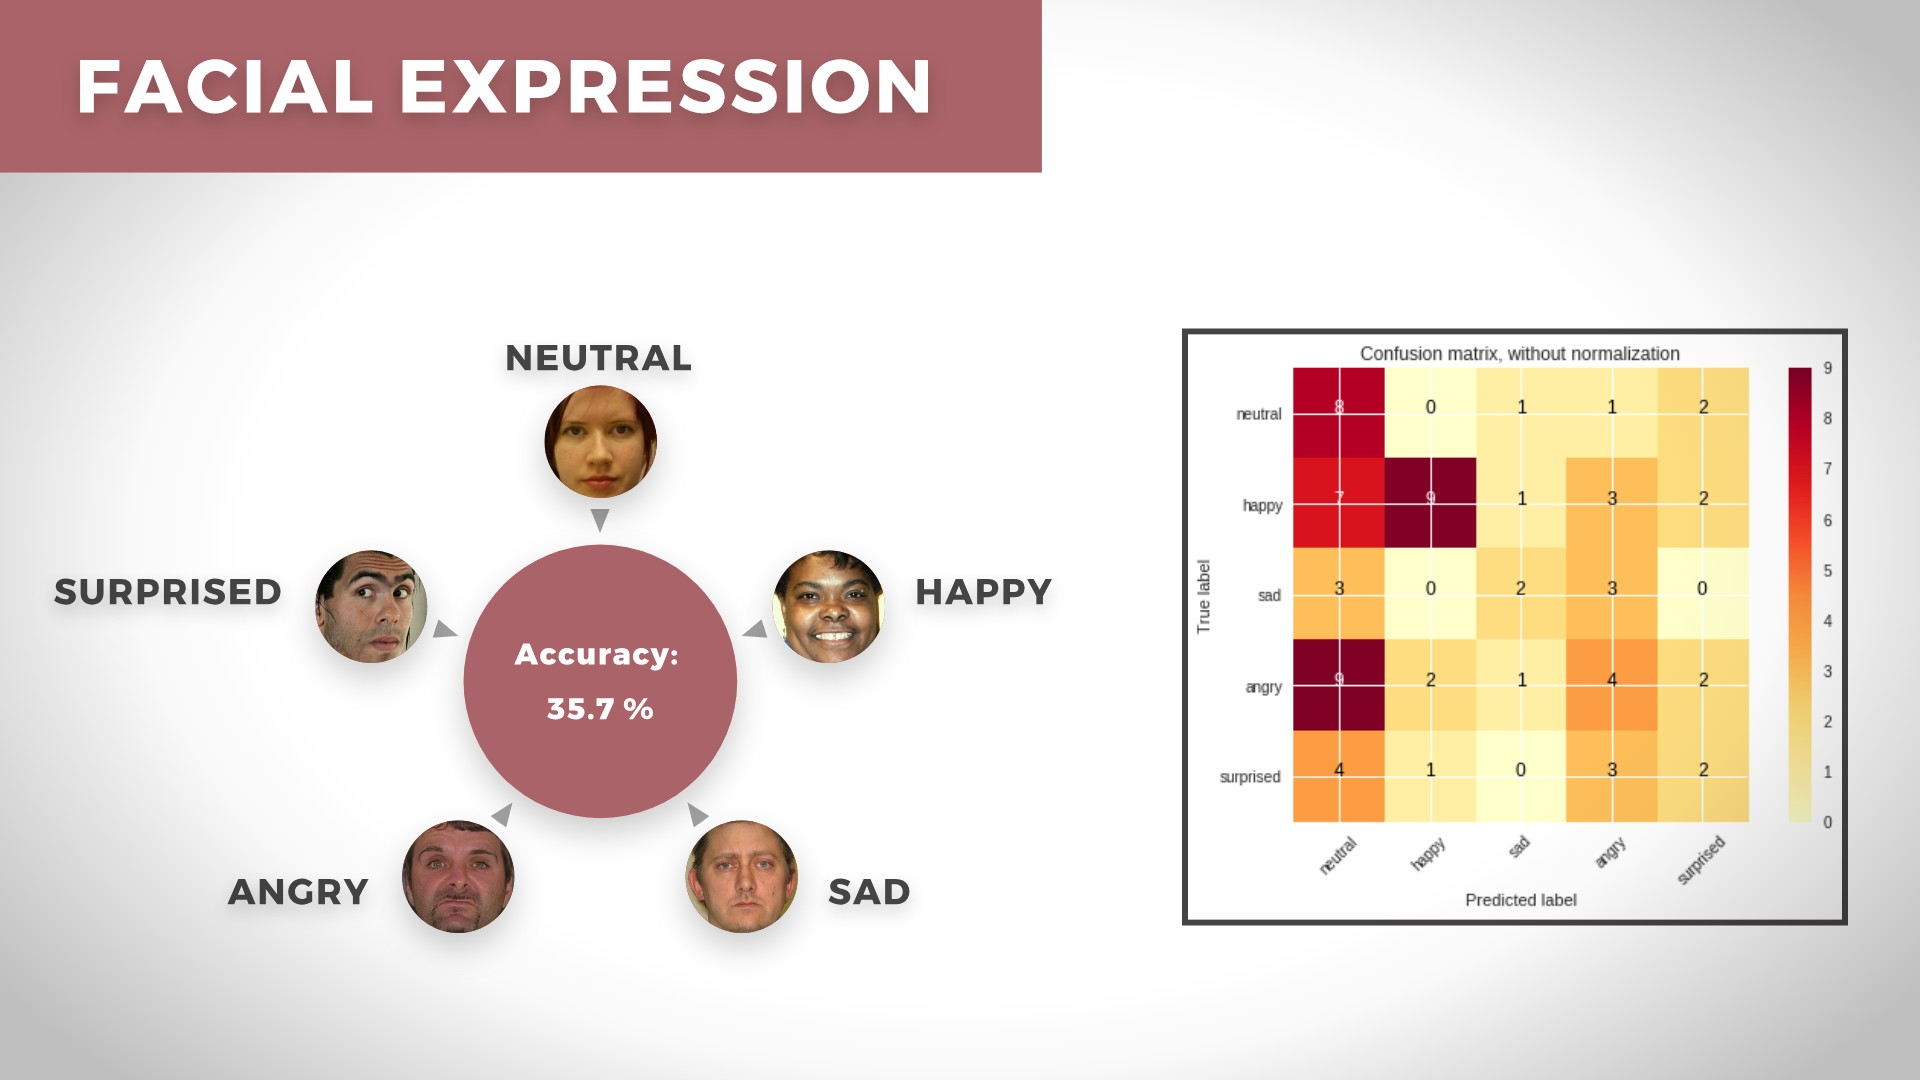 FACIAL EXPRESSION
NEUTRAL
SURPRISED
HAPPY
Accuracy:
35.7 %
ANGRY
SAD
Confusion matrix, without normalization
True label
neutral 8 0 1 1 2
happy 7 9 1 3 2
sad 3 0 2 3 0
angry 9 2 1 4 2
surprised 4 1 0 3 2
neutral happy sad angry surprised
Predicted label
9
8
7
6
5
4
3
2
1
0